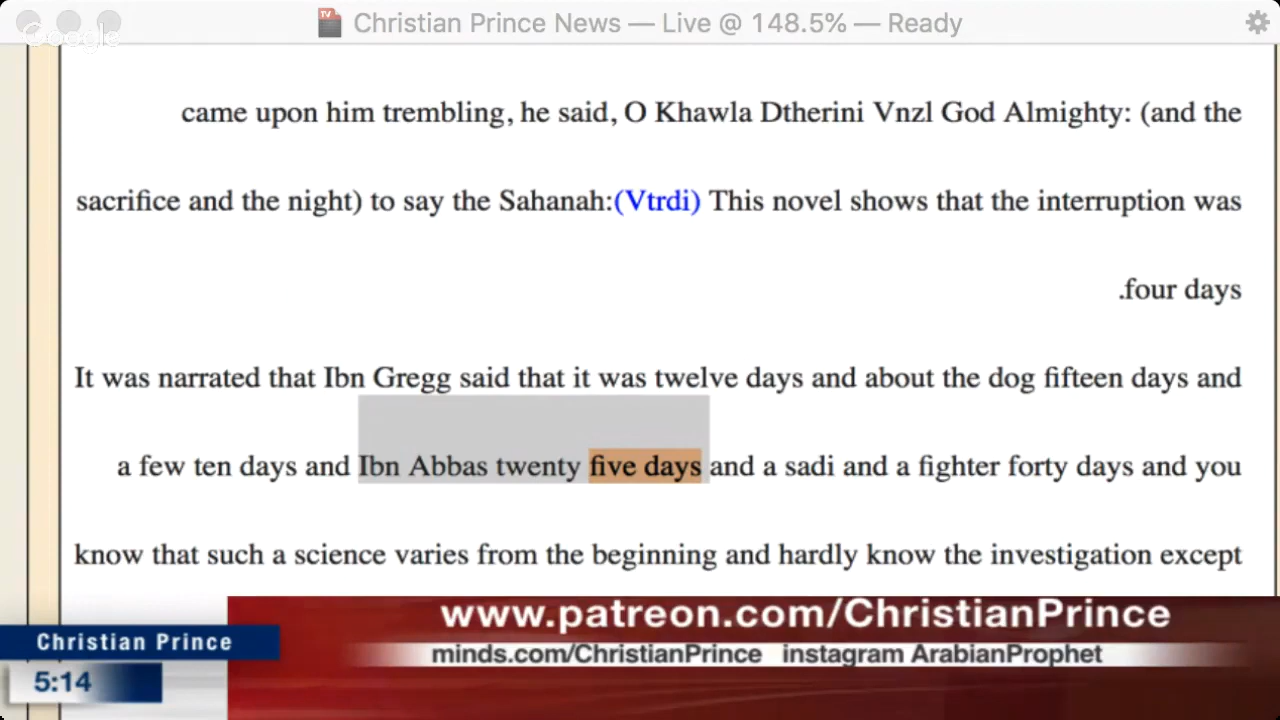 Christian Prince News — Live @ 148.5% — Ready
Google
came upon him trembling, he said, O Khawla Dtherini Vnzl God Almighty: (and the
sacrifice and the night) to say the Sahanah:(Vtrdi) This novel shows that the interruption was
.four days
It was narrated that Ibn Gregg said that it was twelve days and about the dog fifteen days and
a few ten days and Ibn Abbas twenty five days and a sadi and a fighter forty days and you
know that such a science varies from the beginning and hardly know the investigation except
www.patreon.com/ChristianPrince
Christian Prince
minds.com/ChristianPrince instagram ArabianProphet
5:14